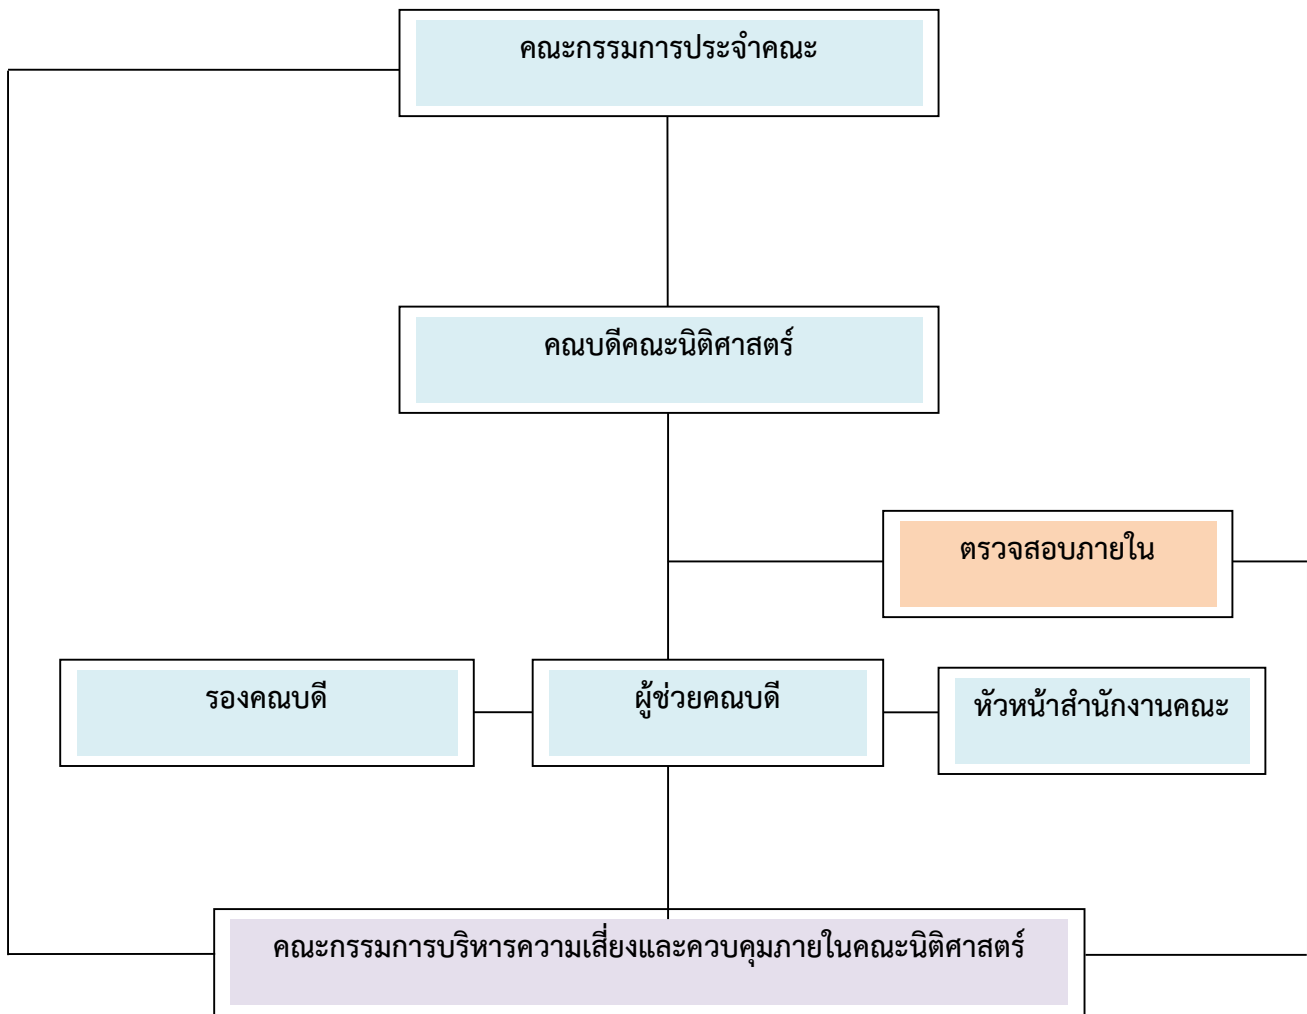 คณะกรรมการประจำคณะ
คณบดีคณะนิติศาสตร์
ตรวจสอบภายใน
รองคณบดี
ผู้ช่วยคณบดี
หัวหน้าสำนักงานคณะ
คณะกรรมการบริหารความเสี่ยงและควบคุมภายในคณะนิติศาสตร์